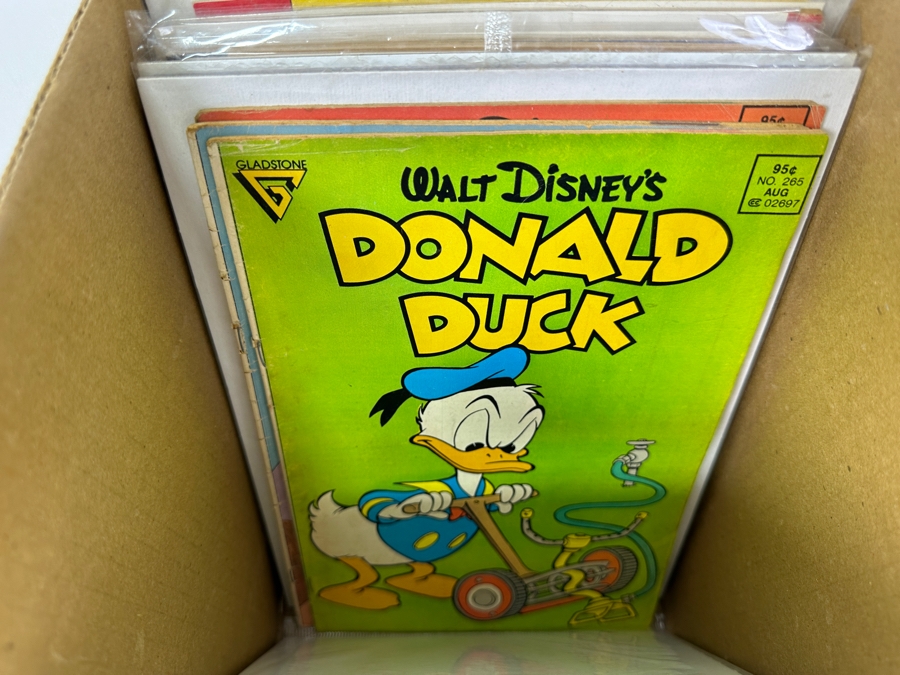 95¢
GLADSTONE
WALT DISNEY'S
DONALD
DUCK
95¢
NO. 265
AUG
02697